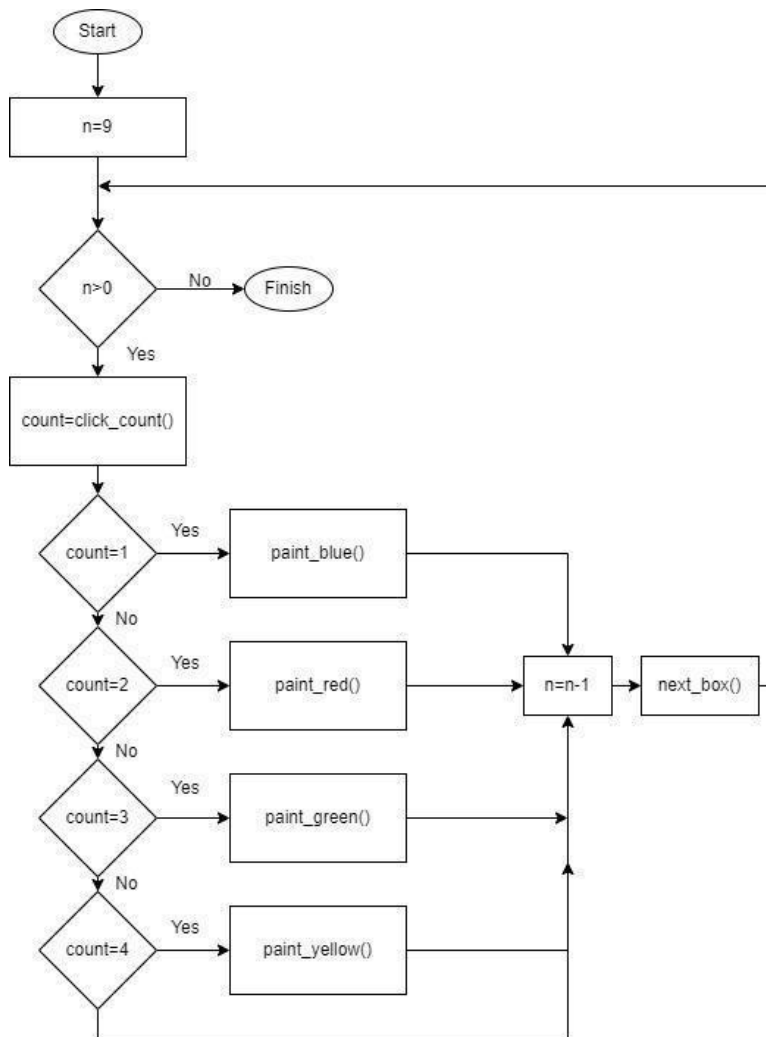 Start
n=9
n>0
No
Finish
Yes
count=click_count()
count=1
Yes
paint_blue()
No
count=2
Yes
paint_red()
n=n-1
next_box()
No
count=3
Yes
paint_green()
No
count=4
Yes
paint_yellow()